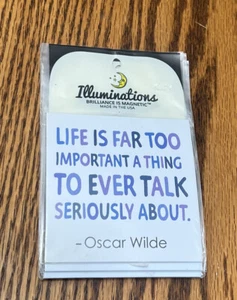 Illuminations
BRILLIANCE IS MAGNETIC™
MADE IN THE USA
LIFE IS FAR TOO
IMPORTANT A THING
TO EVER TALK
SERIOUSLY ABOUT.
– Oscar Wilde